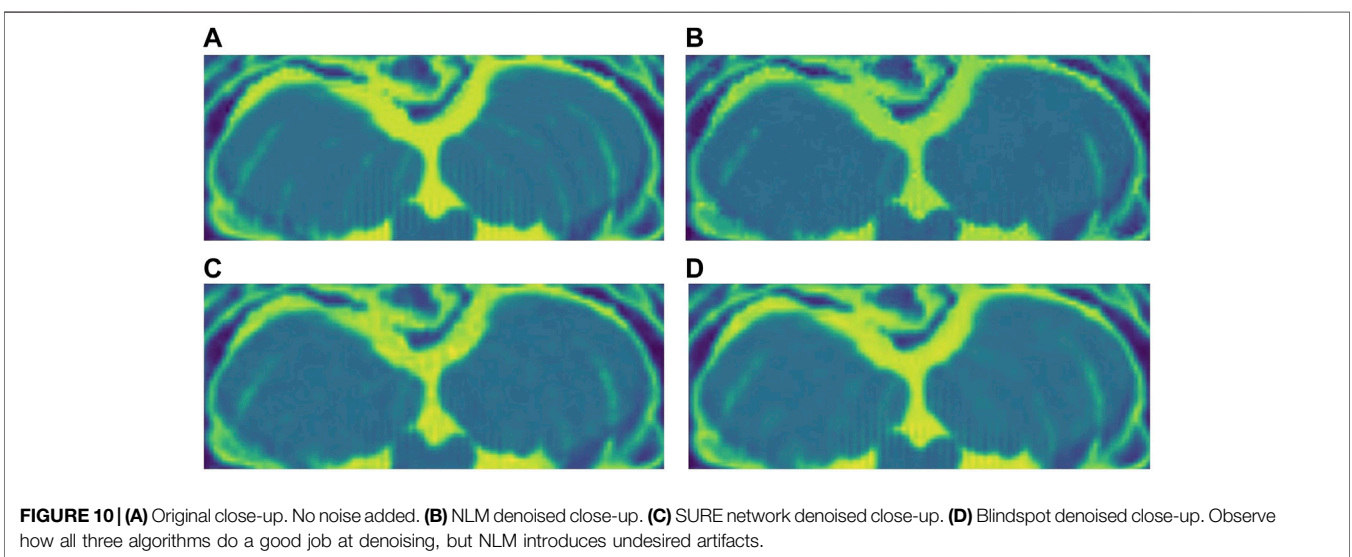 A
B
C
D
FIGURE 10 | (A) Original close-up. No noise added. (B) NLM denoised close-up. (C) SURE network denoised close-up. (D) Blindspot denoised close-up. Observe
how all three algorithms do a good job at denoising, but NLM introduces undesired artifacts.